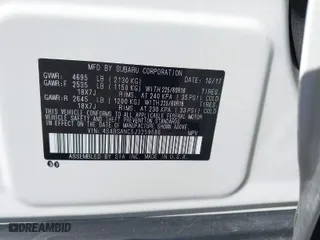 MFD. BY SUBARU CORPORATION 10/17
GVWR: 4695 LB (2130 KG)
GAWR-F 2535 LB (1150 KG) WITH 225/60R18 TIRES
18X7J RIMS, AT 240 KPA (35 PSI) COLD
GAWR-R 2645 LB (1200 KG) WITH 225/60R18 TIRES
18X7J RIMS, AT 230 KPA (33 PSI) COLD
THIS VEHICLE CONFORMS TO ALL APPLICABLE FEDERAL MOTOR VEHICLE SAFETY, BUMPER, AND THEFT PREVENTION STANDARDS IN EFFECT ON THE DATE OF MANUFACTURE SHOWN ABOVE.
VIN:
PASSENGER CAR
ASSEMBLED BY SIA INC. MADE IN U.S.A.
DREAMBID